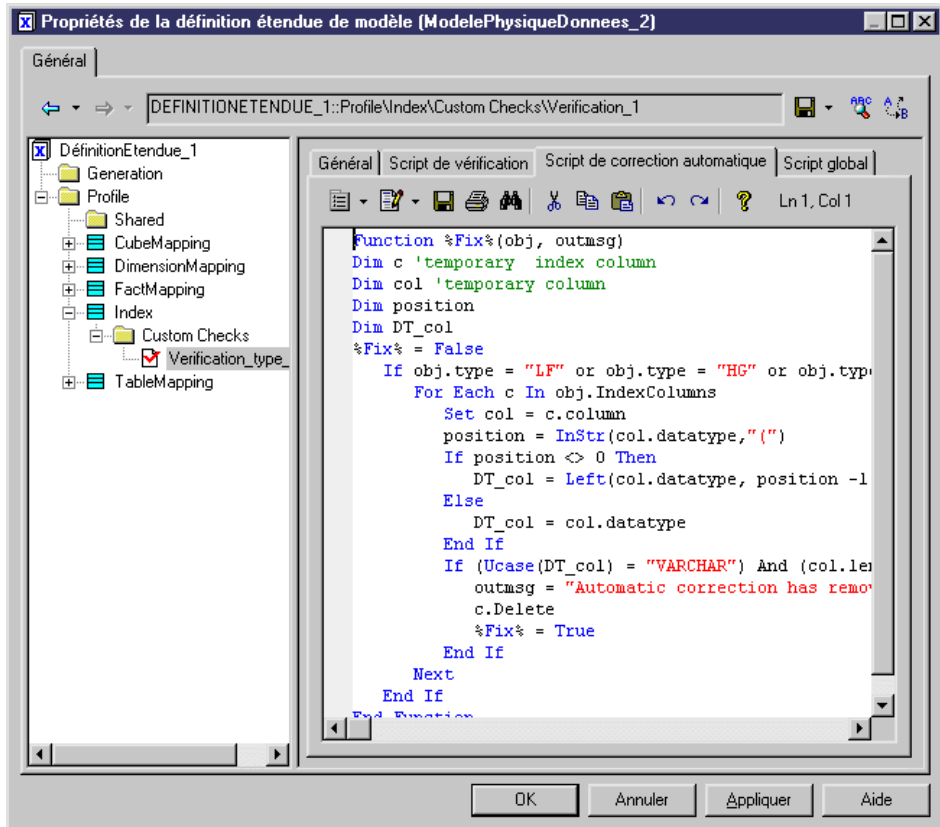 Propriétés de la définition étendue de modèle (ModelePhysiqueDonnees_2)
Général
DEFINITIONETENDUE_1::Profile\Index\Custom Checks\Verification_1
ABC
A
B
DéfinitionEtendue_1
Generation
Profile
Shared
CubeMapping
DimensionMapping
FactMapping
Index
Custom Checks
Verification_type_
TableMapping
Général Script de vérification Script de correction automatique Script global
Ln 1, Col 1
Function %Fix%(obj, outmsg)
Dim c 'temporary  index column
Dim col 'temporary column
Dim position
Dim DT_col
%Fix% = False
If obj.type = "LF" or obj.type = "HG" or obj.typ
For Each c In obj.IndexColumns
Set col = c.column
position = InStr(col.datatype,"(")
If position <> 0 Then
DT_col = Left(col.datatype, position -1
Else
DT_col = col.datatype
End If
If (Ucase(DT_col) = "VARCHAR") And (col.len
outmsg = "Automatic correction has remov
c.Delete
%Fix% = True
End If
Next
End If
End Function
OK Annuler Appliquer Aide